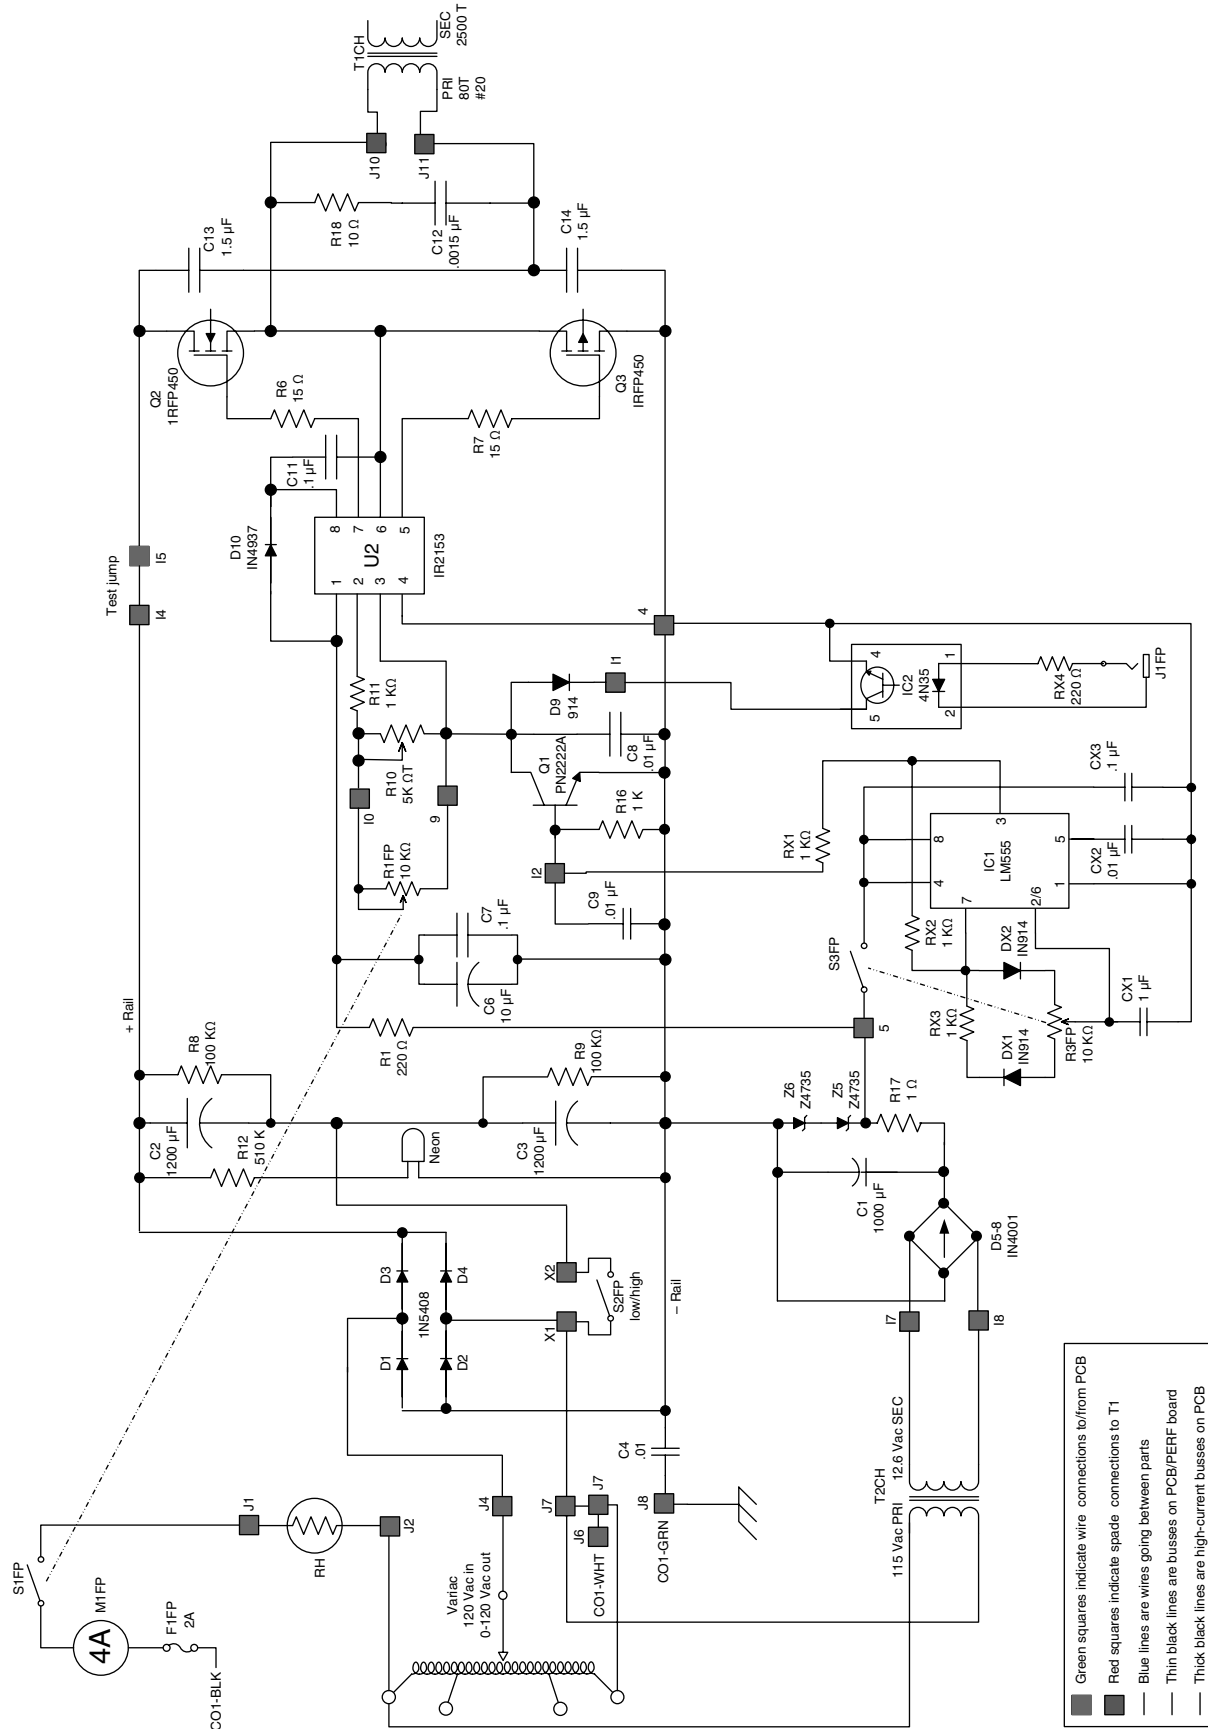 CO1-BLK
F1FP
2A
4A
M1FP
S1FP
J1
RH
J2
Variac
120 Vac in
0-120 Vac out
J4
J7
J7
J6
CO1-WHT
J8
CO1-GRN
C4
.01
D1
D2
D3
D4
1N5408
X1
X2
S2FP
low/high
– Rail
+ Rail
C2
1200 µF
R12
510 K
R8
100 KΩ
Neon
C3
1200 µF
R9
100 KΩ
R1
220 Ω
C6
10 µF
C7
.1 µF
R1FP
10 KΩ
I0
9
R10
5K ΩT
R11
1 KΩ
Test jump
I4
I5
D10
IN4937
C11
.1 µF
U2
1
2
3
4
5
6
7
8
IR2153
R6
15 Ω
R7
15 Ω
Q2
1RFP450
Q3
IRFP450
C13
1.5 µF
C14
1.5 µF
R18
10 Ω
C12
.0015 µF
J10
J11
T1CH
PRI
80T
#20
SEC
2500 T
C9
.01 µF
I2
R16
1 K
Q1
PN2222A
C8
.01 µF
D9
914
I1
4
5
4
IC2
4N35
2
1
RX4
220 Ω
J1FP
RX1
1 KΩ
S3FP
5
Z6
Z4735
Z5
Z4735
R17
1 Ω
C1
1000 µF
D5-8
IN4001
I7
I8
T2CH
115 Vac PRI
12.6 Vac SEC
RX2
1 KΩ
RX3
1 KΩ
DX1
IN914
DX2
IN914
R3FP
10 KΩ
CX1
1 µF
IC1
LM555
7
2/6
4
8
3
1
5
CX2
.01 µF
CX3
.1 µF
Green squares indicate wire connections to/from PCB
Red squares indicate spade connections to T1
Blue lines are wires going between parts
Thin black lines are busses on PCB/PERF board
Thick black lines are high-current busses on PCB